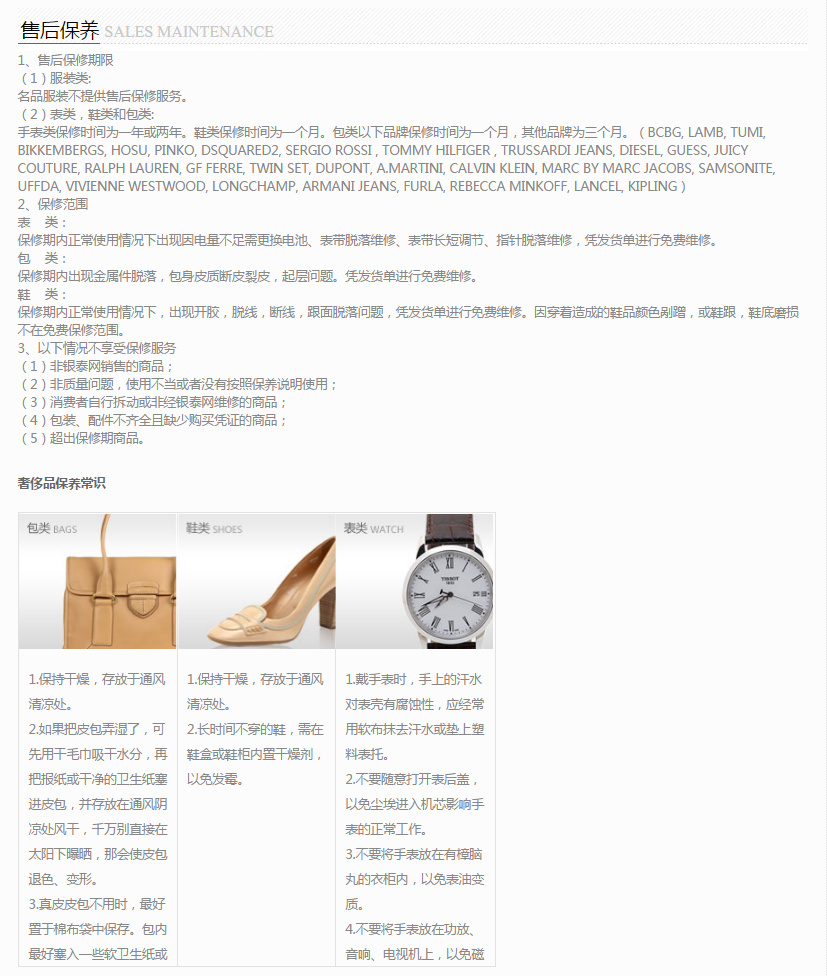 售后保养 SALES MAINTENANCE
1、售后保修期限
（1）服装类:
名品服装不提供售后保修服务。
（2）表类，鞋类和包类:
手表类保修时间为一年或两年。鞋类保修时间为一个月。包类以下品牌保修时间为一个月，其他品牌为三个月。（ BCBG, LAMB, TUMI,
BIKKEMBERGS, HOSU, PINKO, DSQUARED2, SERGIO ROSSI , TOMMY HILFIGER , TRUSSARDI JEANS, DIESEL, GUESS, JUICY
COUTURE, RALPH LAUREN, GF FERRE, TWIN SET, DUPONT, A.MARTINI, CALVIN KLEIN, MARC BY MARC JACOBS, SAMSONITE,
UFFDA, VIVIENNE WESTWOOD, LONGCHAMP, ARMANI JEANS, FURLA, REBECCA MINKOFF, LANCEL, KIPLING ）
2、保修范围
表　类：
保修期内正常使用情况下出现因电量不足需更换电池、表带脱落维修、表带长短调节、指针脱落维修，凭发货单进行免费维修。
包　类：
保修期内出现金属件脱落，包身皮质断皮裂皮，起层问题。凭发货单进行免费维修。
鞋　类：
保修期内正常使用情况下，出现开胶，脱线，断线，跟面脱落问题，凭发货单进行免费维修。因穿着造成的鞋品颜色剐蹭，或鞋跟，鞋底磨损
不在免费保修范围。
3、以下情况不享受保修服务
（1）非银泰网销售的商品；
（2）非质量问题，使用不当或者没有按照保养说明使用；
（3）消费者自行拆动或非经银泰网维修的商品；
（4）包装、配件不齐全且缺少购买凭证的商品；
（5）超出保修期商品。
奢侈品保养常识
包类 BAGS
1.保持干燥，存放于通风
清凉处。
2.如果把皮包弄湿了，可
先用干毛巾吸干水分，再
把报纸或干净的卫生纸塞
进皮包，并存放在通风阴
凉处风干，千万别直接在
太阳下曝晒，那会使皮包
退色、变形。
3.真皮皮包不用时，最好
置于棉布袋中保存。包内
最好塞入一些软卫生纸或
鞋类 SHOES
1.保持干燥，存放于通风
清凉处。
2.长时间不穿的鞋，需在
鞋盒或鞋柜内置干燥剂，
以免发霉。
表类 WATCH
TISSOT
1853
1.戴手表时，手上的汗水
对表壳有腐蚀性，应经常
用软布抹去汗水或垫上塑
料表托。
2.不要随意打开表后盖，
以免尘埃进入机芯影响手
表的正常工作。
3.不要将手表放在有樟脑
丸的衣柜内，以免表油变
质。
4.不要将手表放在功放、
音响、电视机上，以免磁